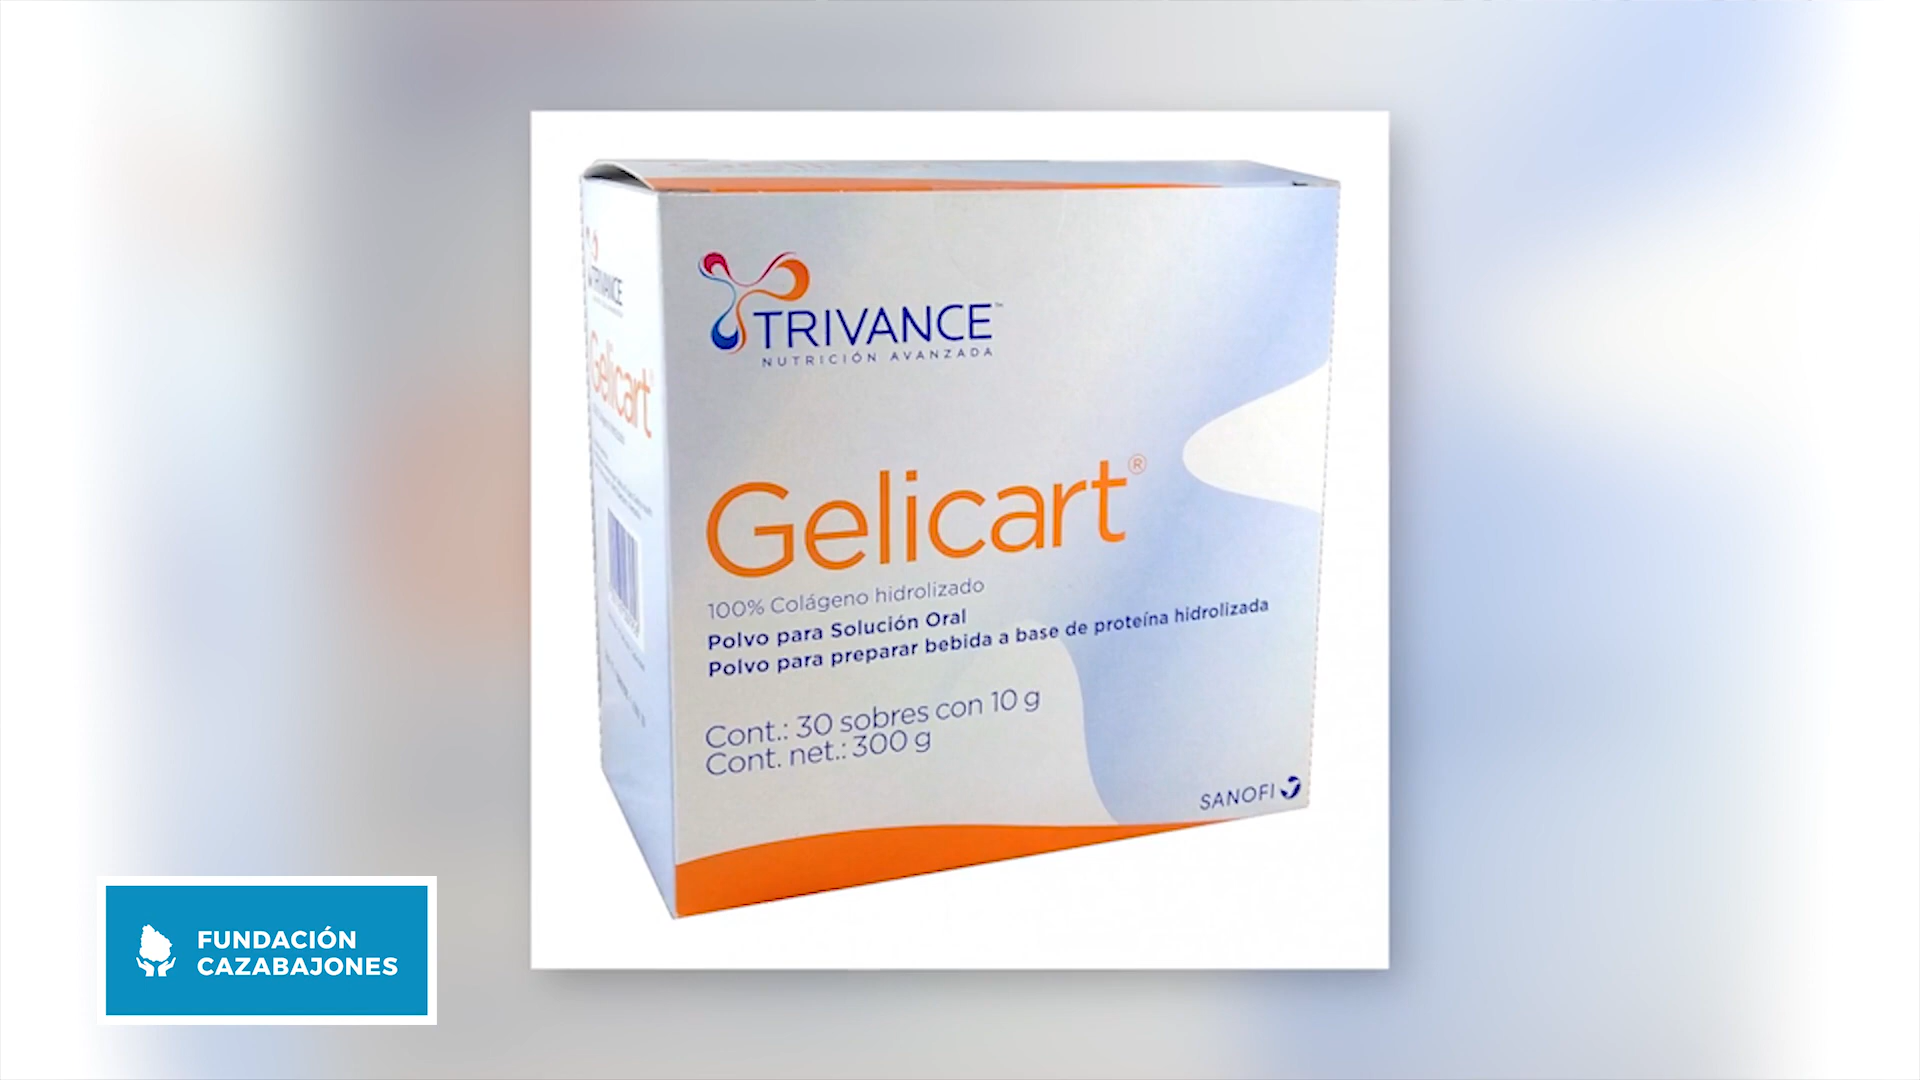 TRIVANCE™
NUTRICIÓN AVANZADA
Gelicart®
100% Colágeno hidrolizado
Polvo para Solución Oral
Polvo para preparar bebida a base de proteína hidrolizada
Cont.: 30 sobres con 10 g
Cont. net.: 300 g
SANOFI
TRIVANCE
Gelicart
FUNDACIÓN
CAZABAJONES